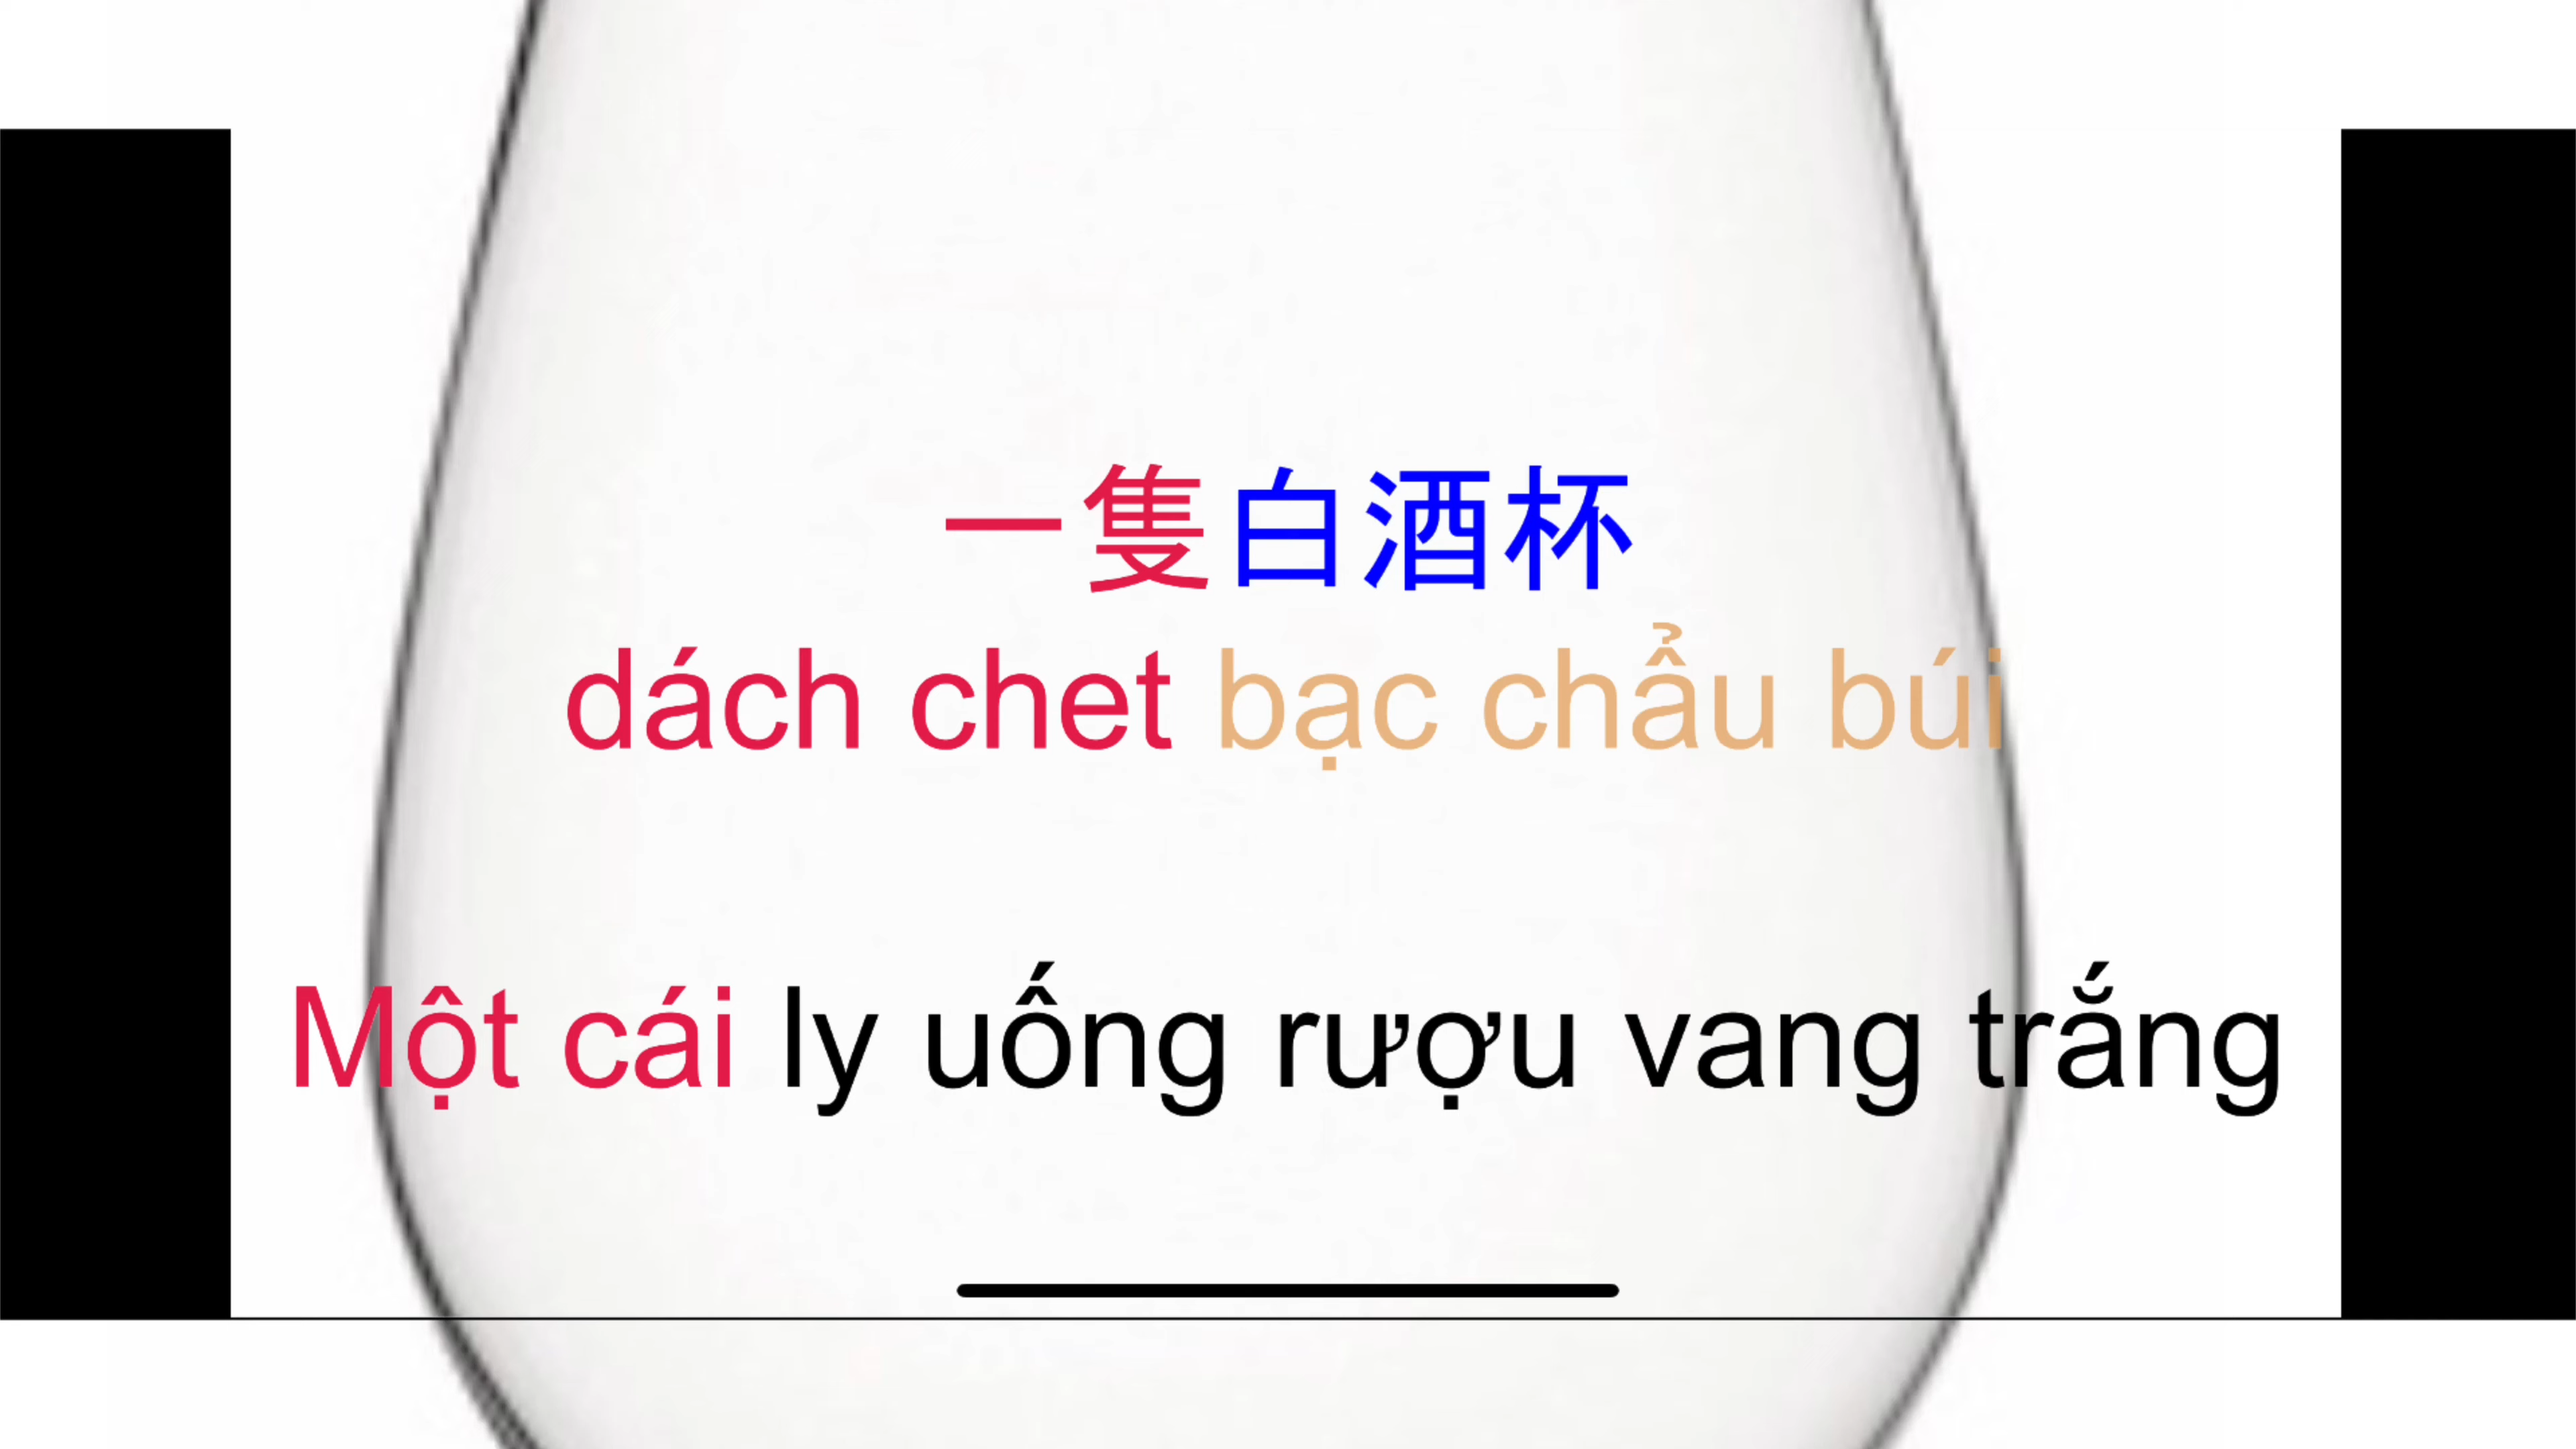 一隻白酒杯
dách chet bạc chẩu búi
Một cái ly uống rượu vang trắng